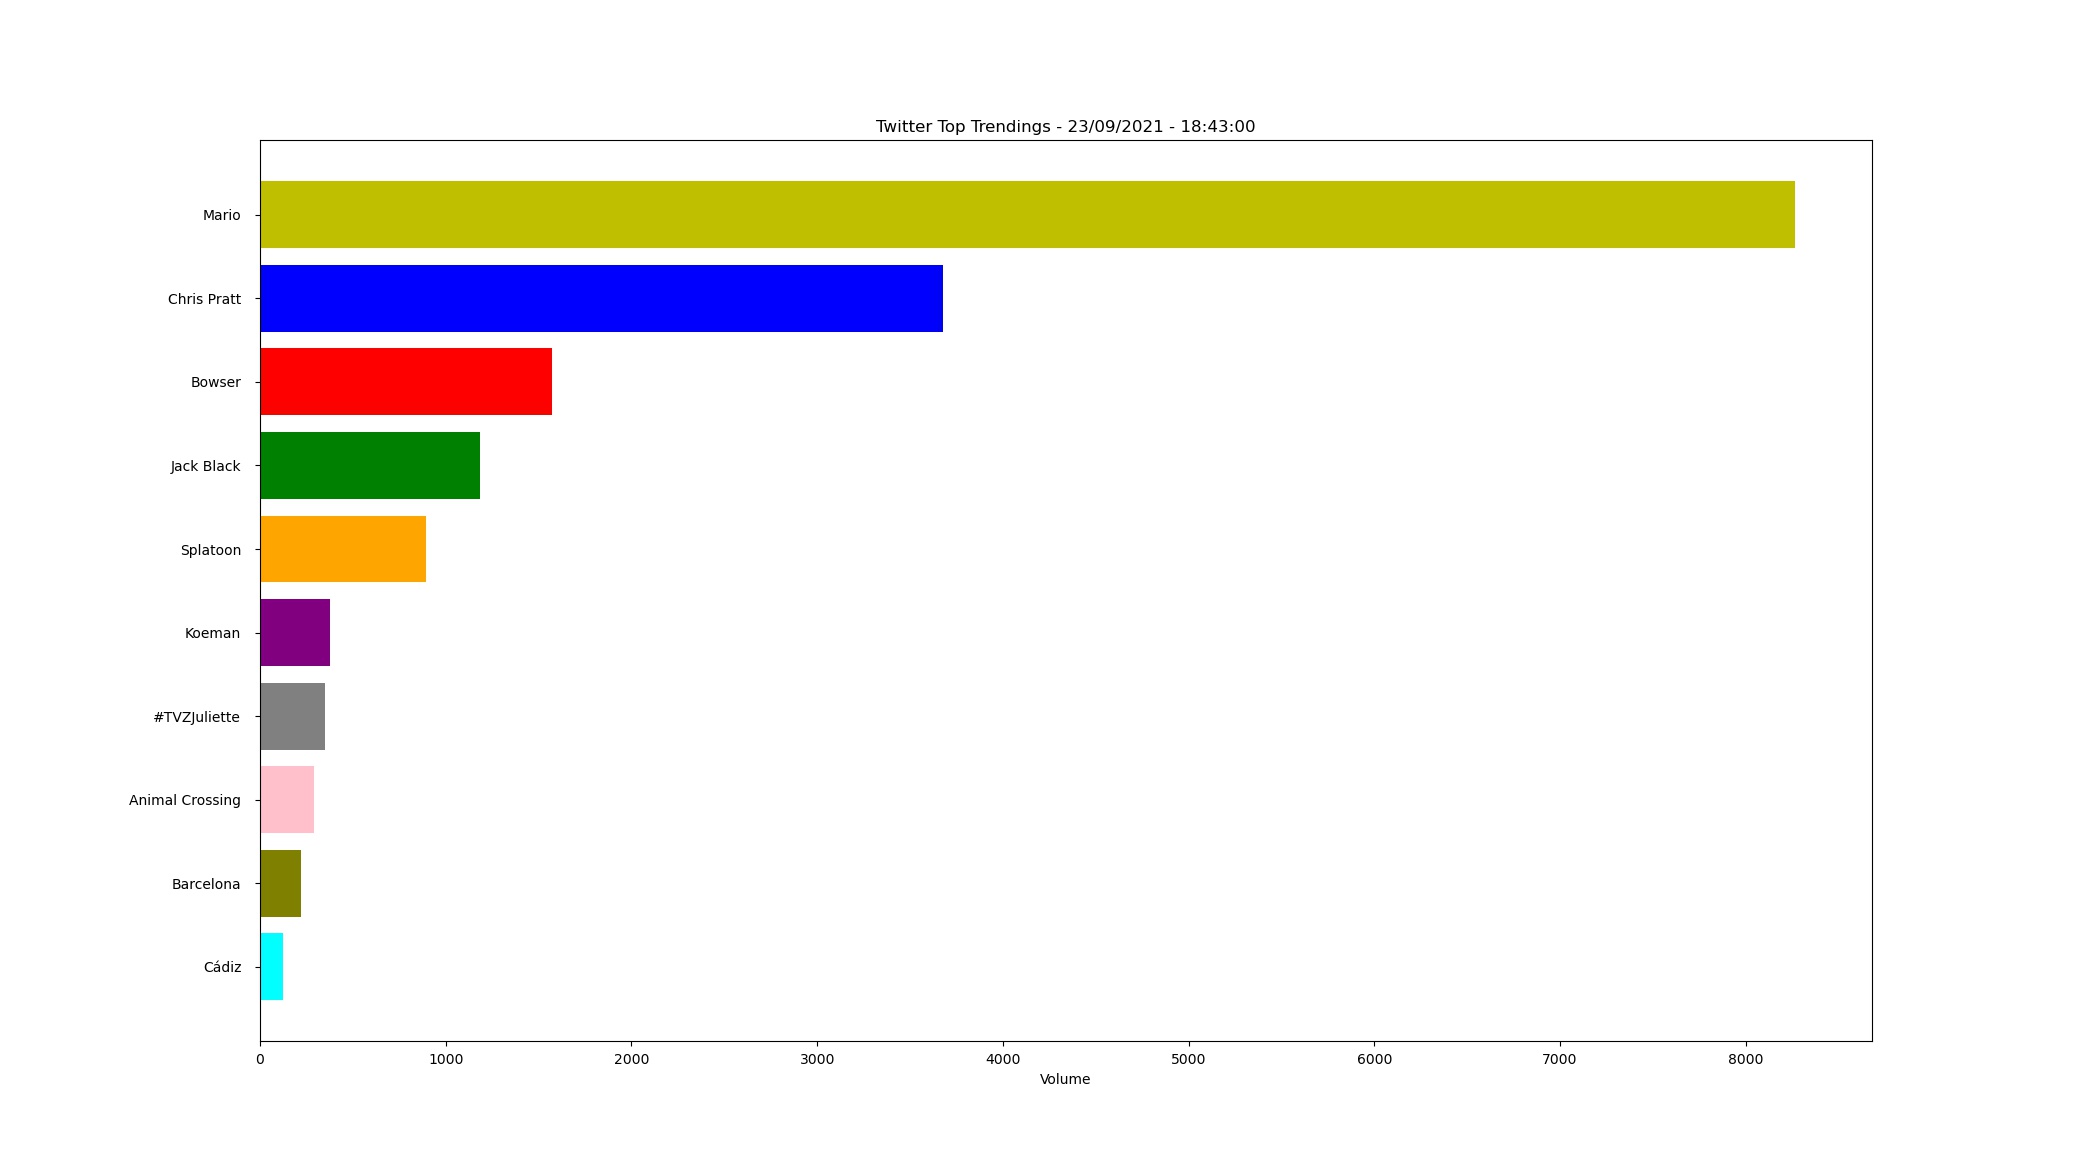 Twitter Top Trendings - 23/09/2021 - 18:43:00
Mario
Chris Pratt
Bowser
Jack Black
Splatoon
Koeman
#TVZJuliette
Animal Crossing
Barcelona
Cádiz
0 1000 2000 3000 4000 5000 6000 7000 8000
Volume